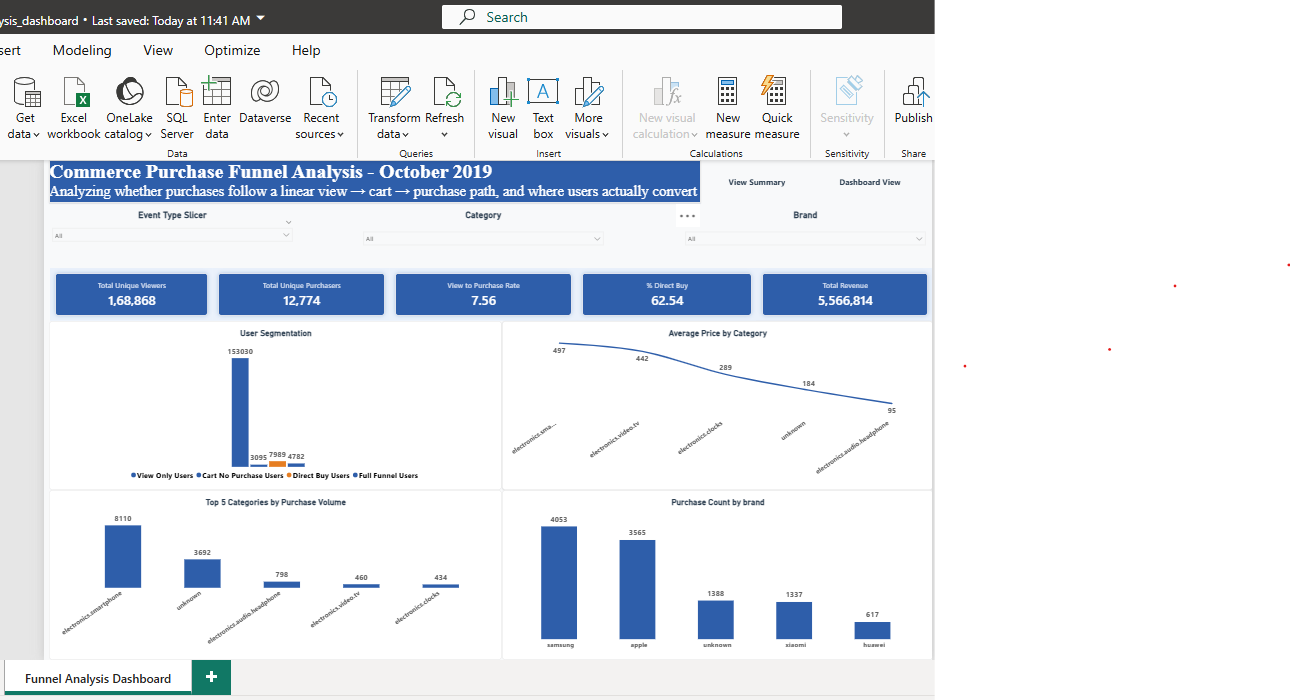 ysis_dashboard • Last saved: Today at 11:41 AM
Search
sert Modeling View Optimize Help
Get data
Excel workbook
OneLake catalog
SQL Server
Enter data
Dataverse
Recent sources
Transform data
Refresh
New visual
Text box
More visuals
New visual calculation
New measure
Quick measure
Sensitivity
Publish
Data
Queries
Insert
Calculations
Sensitivity
Share
Commerce Purchase Funnel Analysis - October 2019
Analyzing whether purchases follow a linear view → cart → purchase path, and where users actually convert
View Summary
Dashboard View
Event Type Slicer
All
Category
All
Brand
All
Total Unique Viewers
1,68,868
Total Unique Purchasers
12,774
View to Purchase Rate
7.56
% Direct Buy
62.54
Total Revenue
5,566,814
User Segmentation
153030
3095
7989
4782
View Only Users Cart No Purchase Users Direct Buy Users Full Funnel Users
Average Price by Category
497
442
289
184
95
electronics.sma...
electronics.video.tv
electronics.clocks
unknown
electronics.audio.headphone
Top 5 Categories by Purchase Volume
8110
3692
798
460
434
electronics.smartphone
unknown
electronics.audio.headphone
electronics.video.tv
electronics.clocks
Purchase Count by brand
4053
3565
1388
1337
617
samsung
apple
unknown
xiaomi
huawei
Funnel Analysis Dashboard
+